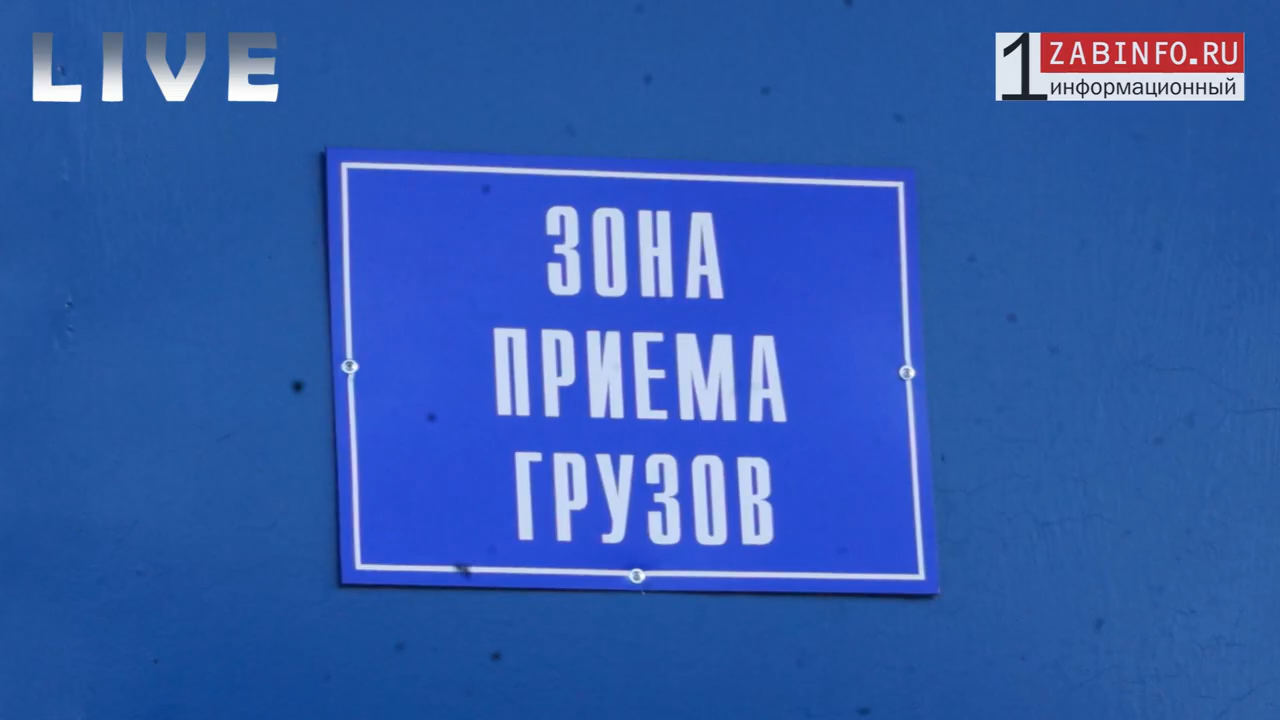 LIVE
1 ZABINFO.RU
информационный
ЗОНА
ПРИЕМА
ГРУЗОВ